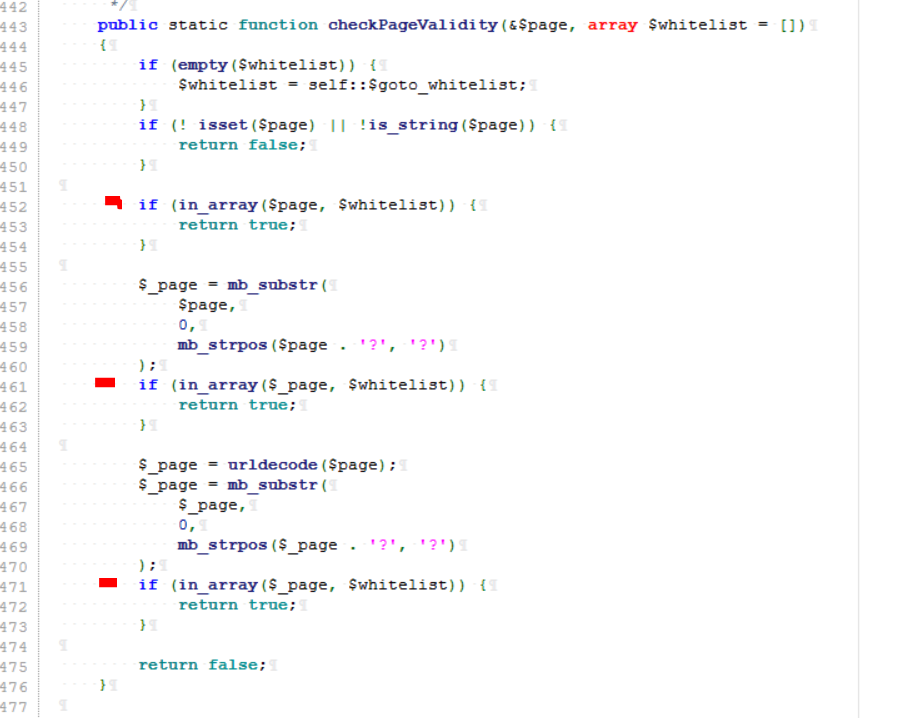 442 */
443 public static function checkPageValidity(&$page, array $whitelist = [])
444 {
445 if (empty($whitelist)) {
446 $whitelist = self::$goto_whitelist;
447 }
448 if (! isset($page) || !is_string($page)) {
449 return false;
450 }
451
452 if (in_array($page, $whitelist)) {
453 return true;
454 }
455
456 $_page = mb_substr(
457 $page,
458 0,
459 mb_strpos($page . '?', '?')
460 );
461 if (in_array($_page, $whitelist)) {
462 return true;
463 }
464
465 $_page = urldecode($page);
466 $_page = mb_substr(
467 $_page,
468 0,
469 mb_strpos($_page . '?', '?')
470 );
471 if (in_array($_page, $whitelist)) {
472 return true;
473 }
474
475 return false;
476 }
477